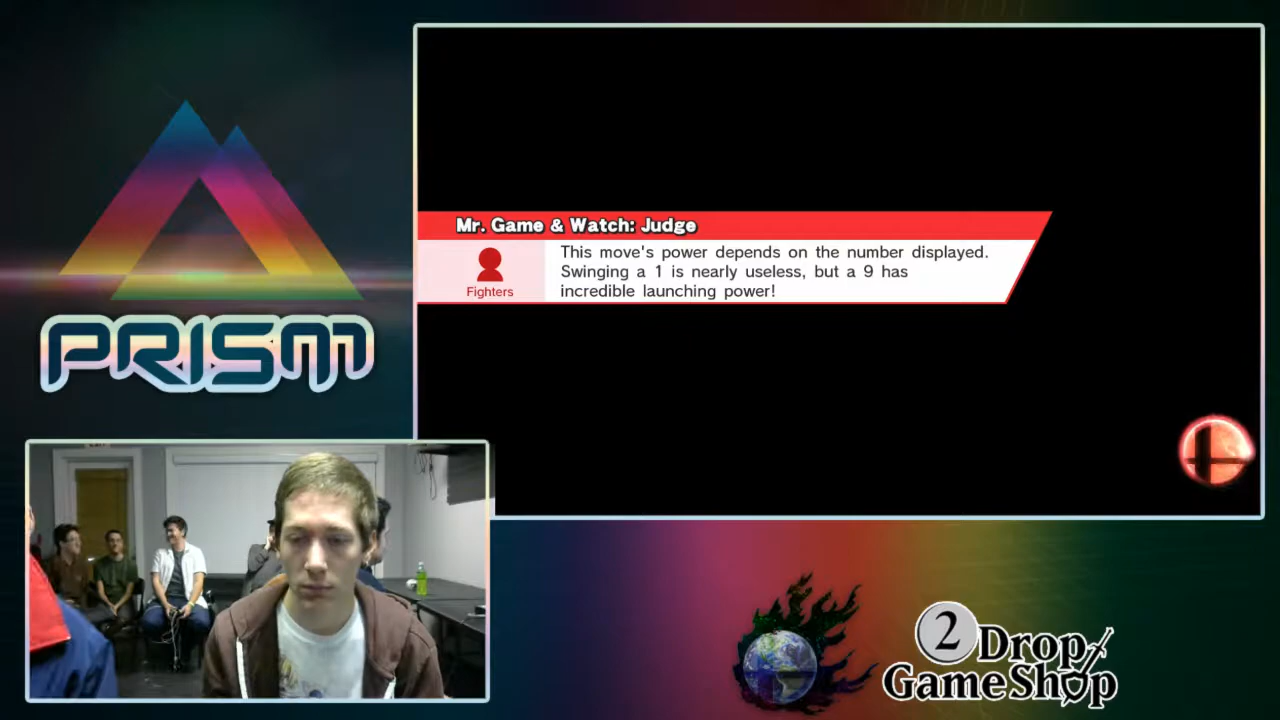 PRISM
Mr. Game & Watch: Judge
Fighters
This move's power depends on the number displayed.
Swinging a 1 is nearly useless, but a 9 has
incredible launching power!
2 Drop
GameShop